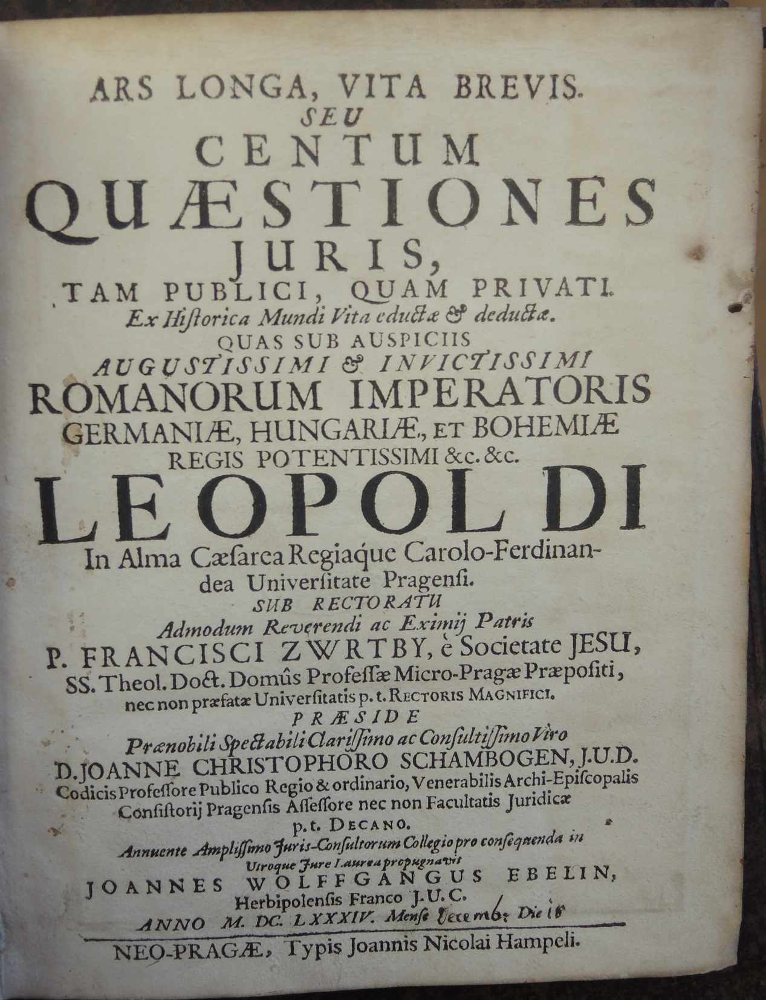 ARS LONGA, VITA BREVIS.
SEU
CENTUM
QUÆSTIONES
JURIS,
TAM PUBLICI, QUAM PRIVATI.
Ex Hiſtorica Mundi Vita eductæ & deductæ.
QUAS SUB AUSPICIIS
AUGUSTISSIMI & INVICTISSIMI
ROMANORUM IMPERATORIS
GERMANIÆ, HUNGARIÆ, ET BOHEMIÆ
REGIS POTENTISSIMI &c. &c.
LEOPOLDI
In Alma Cæſarea Regiaq́ue Carolo-Ferdinan-
dea Univerſitate Pragenſi.
SUB RECTORATU
Admodum Reverendi ac Eximij Patris
P. FRANCISCI ZWRTBY, è Societate JESU,
SS. Theol. Doct. Domûs Profeſſæ Micro-Pragæ Præpoſiti,
nec non præfatæ Univerſitatis p. t. RECTORIS MAGNIFICI.
PRÆSIDE
Prænobili Spectabili Clariſſimo ac Conſultiſſimo Viro
D. JOANNE CHRISTOPHORO SCHAMBOGEN, J.U.D.
Codicis Profeſſore Publico Regio & ordinario, Venerabilis Archi-Epiſcopalis
Conſiſtorij Pragenſis Aſſeſſore nec non Facultatis Juridicæ
p. t. DECANO.
Annuente Ampliſſimo Juris-Conſultorum Collegio pro conſequenda in
Utroque Jure Laurea propugnavit
JOANNES WOLFFGANGUS EBELIN,
Herbipolenſis Franco J.U.C.
ANNO M. DC. LXXXIV. Menſe Decemb: Die 18
NEO-PRAGÆ, Typis Joannis Nicolai Hampeli.